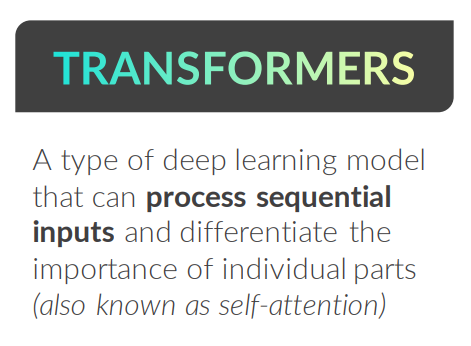 TRANSFORMERS
A type of deep learning model
that can process sequential
inputs and differentiate the
importance of individual parts
(also known as self-attention)